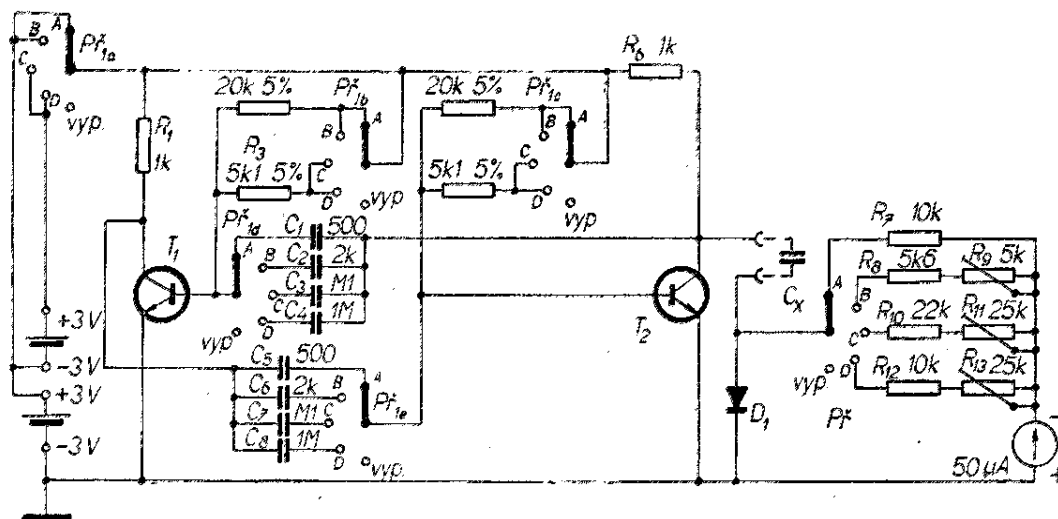 A
B
Př1a
C
D
vyp.
R1
1k
20k 5%
Př1b
A
B
R3
5k1 5%
C
D
vyp
20k 5%
Př1c
A
B
5k1 5%
C
D
vyp
R6 1k
T1
Př1d
A
C1 500
B C2 2k
C C3 M1
D C4 1M
vyp
C5 500
A
C6 2k B
Př1e
C7 M1 C
C8 1M D
vyp.
T2
Cx
D1
R7 10k
A
R8 5k6 R9 5k
B
R10 22k R11 25k
C
R12 10k R13 25k
D
vyp.
Př
+3V
-3V
+3V
-3V
50 µA
-
+